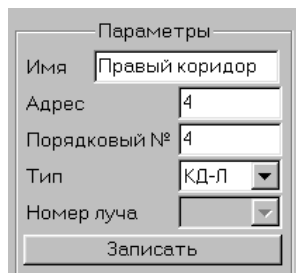 Параметры
Имя Правый коридор
Адрес 4
Порядковый № 4
Тип КД-Л
Номер луча
Записать